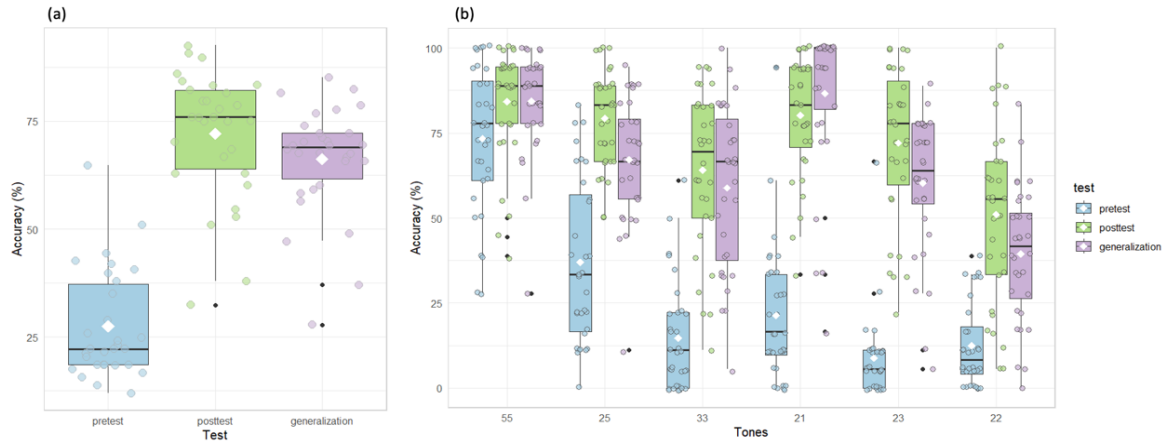 (a)
75
50
25
Accuracy (%)
pretest posttest generalization
Test
(b)
100
75
50
25
0
Accuracy (%)
55 25 33 21 23 22
Tones
test
pretest
posttest
generalization